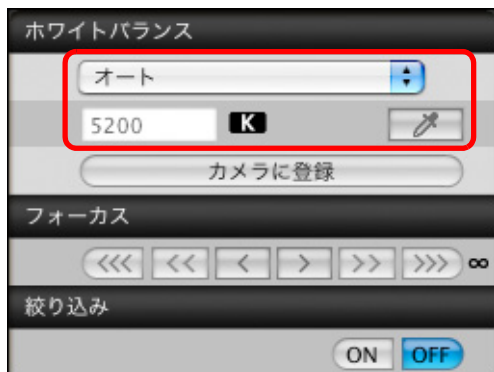 ホワイトバランス
オート
5200 K
カメラに登録
フォーカス
<<< << < > >> >>> ∞
絞り込み
ON OFF